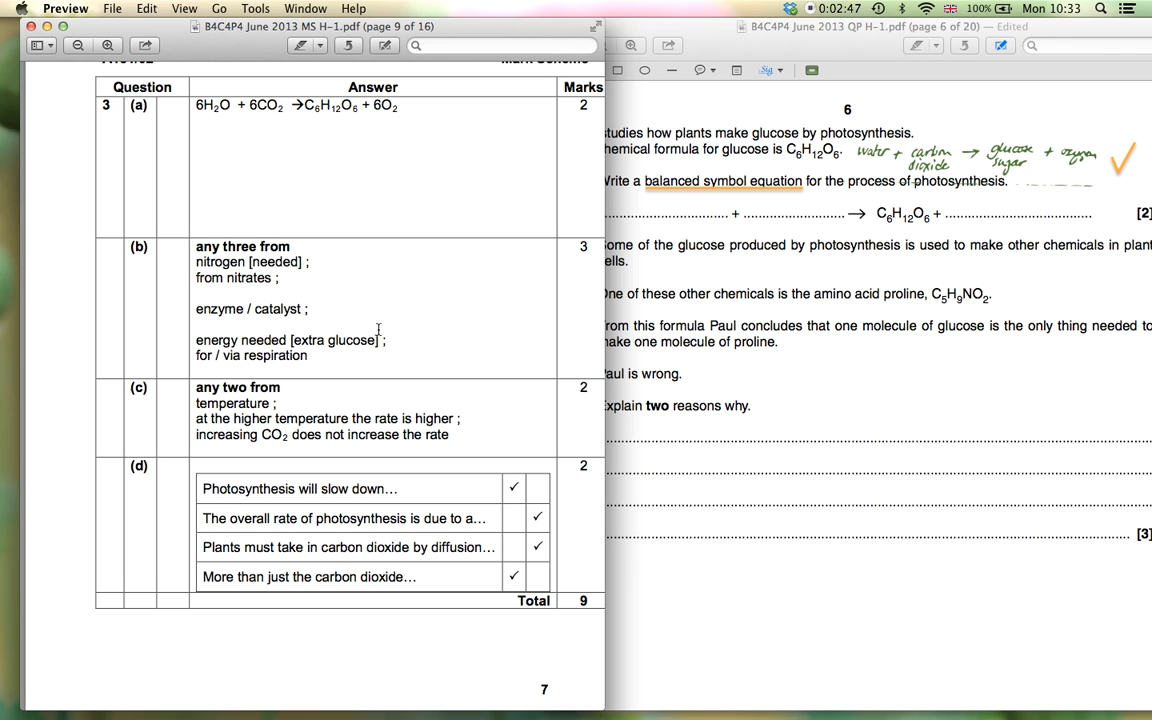 Preview File Edit View Go Tools Window Help 0:02:47 100% Mon 10:33
B4C4P4 June 2013 MS H-1.pdf (page 9 of 16)
B4C4P4 June 2013 QP H-1.pdf (page 6 of 20) — Edited
Mark Scheme
Question Answer Marks
3 (a) 6H₂O + 6CO₂ → C₆H₁₂O₆ + 6O₂ 2
(b) any three from 3
nitrogen [needed] ;
from nitrates ;
enzyme / catalyst ;
energy needed [extra glucose] ;
for / via respiration
(c) any two from 2
temperature ;
at the higher temperature the rate is higher ;
increasing CO₂ does not increase the rate
(d) 2
Photosynthesis will slow down… ✓
The overall rate of photosynthesis is due to a… ✓
Plants must take in carbon dioxide by diffusion… ✓
More than just the carbon dioxide… ✓
Total 9
7
6
studies how plants make glucose by photosynthesis.
hemical formula for glucose is C₆H₁₂O₆. water + carbon dioxide → glucose sugar + oxygen ✓
Write a balanced symbol equation for the process of photosynthesis.
+ → C₆H₁₂O₆ + [2]
Some of the glucose produced by photosynthesis is used to make other chemicals in plant
ells.
One of these other chemicals is the amino acid proline, C₅H₉NO₂.
From this formula Paul concludes that one molecule of glucose is the only thing needed to
make one molecule of proline.
Paul is wrong.
Explain two reasons why.
[3]